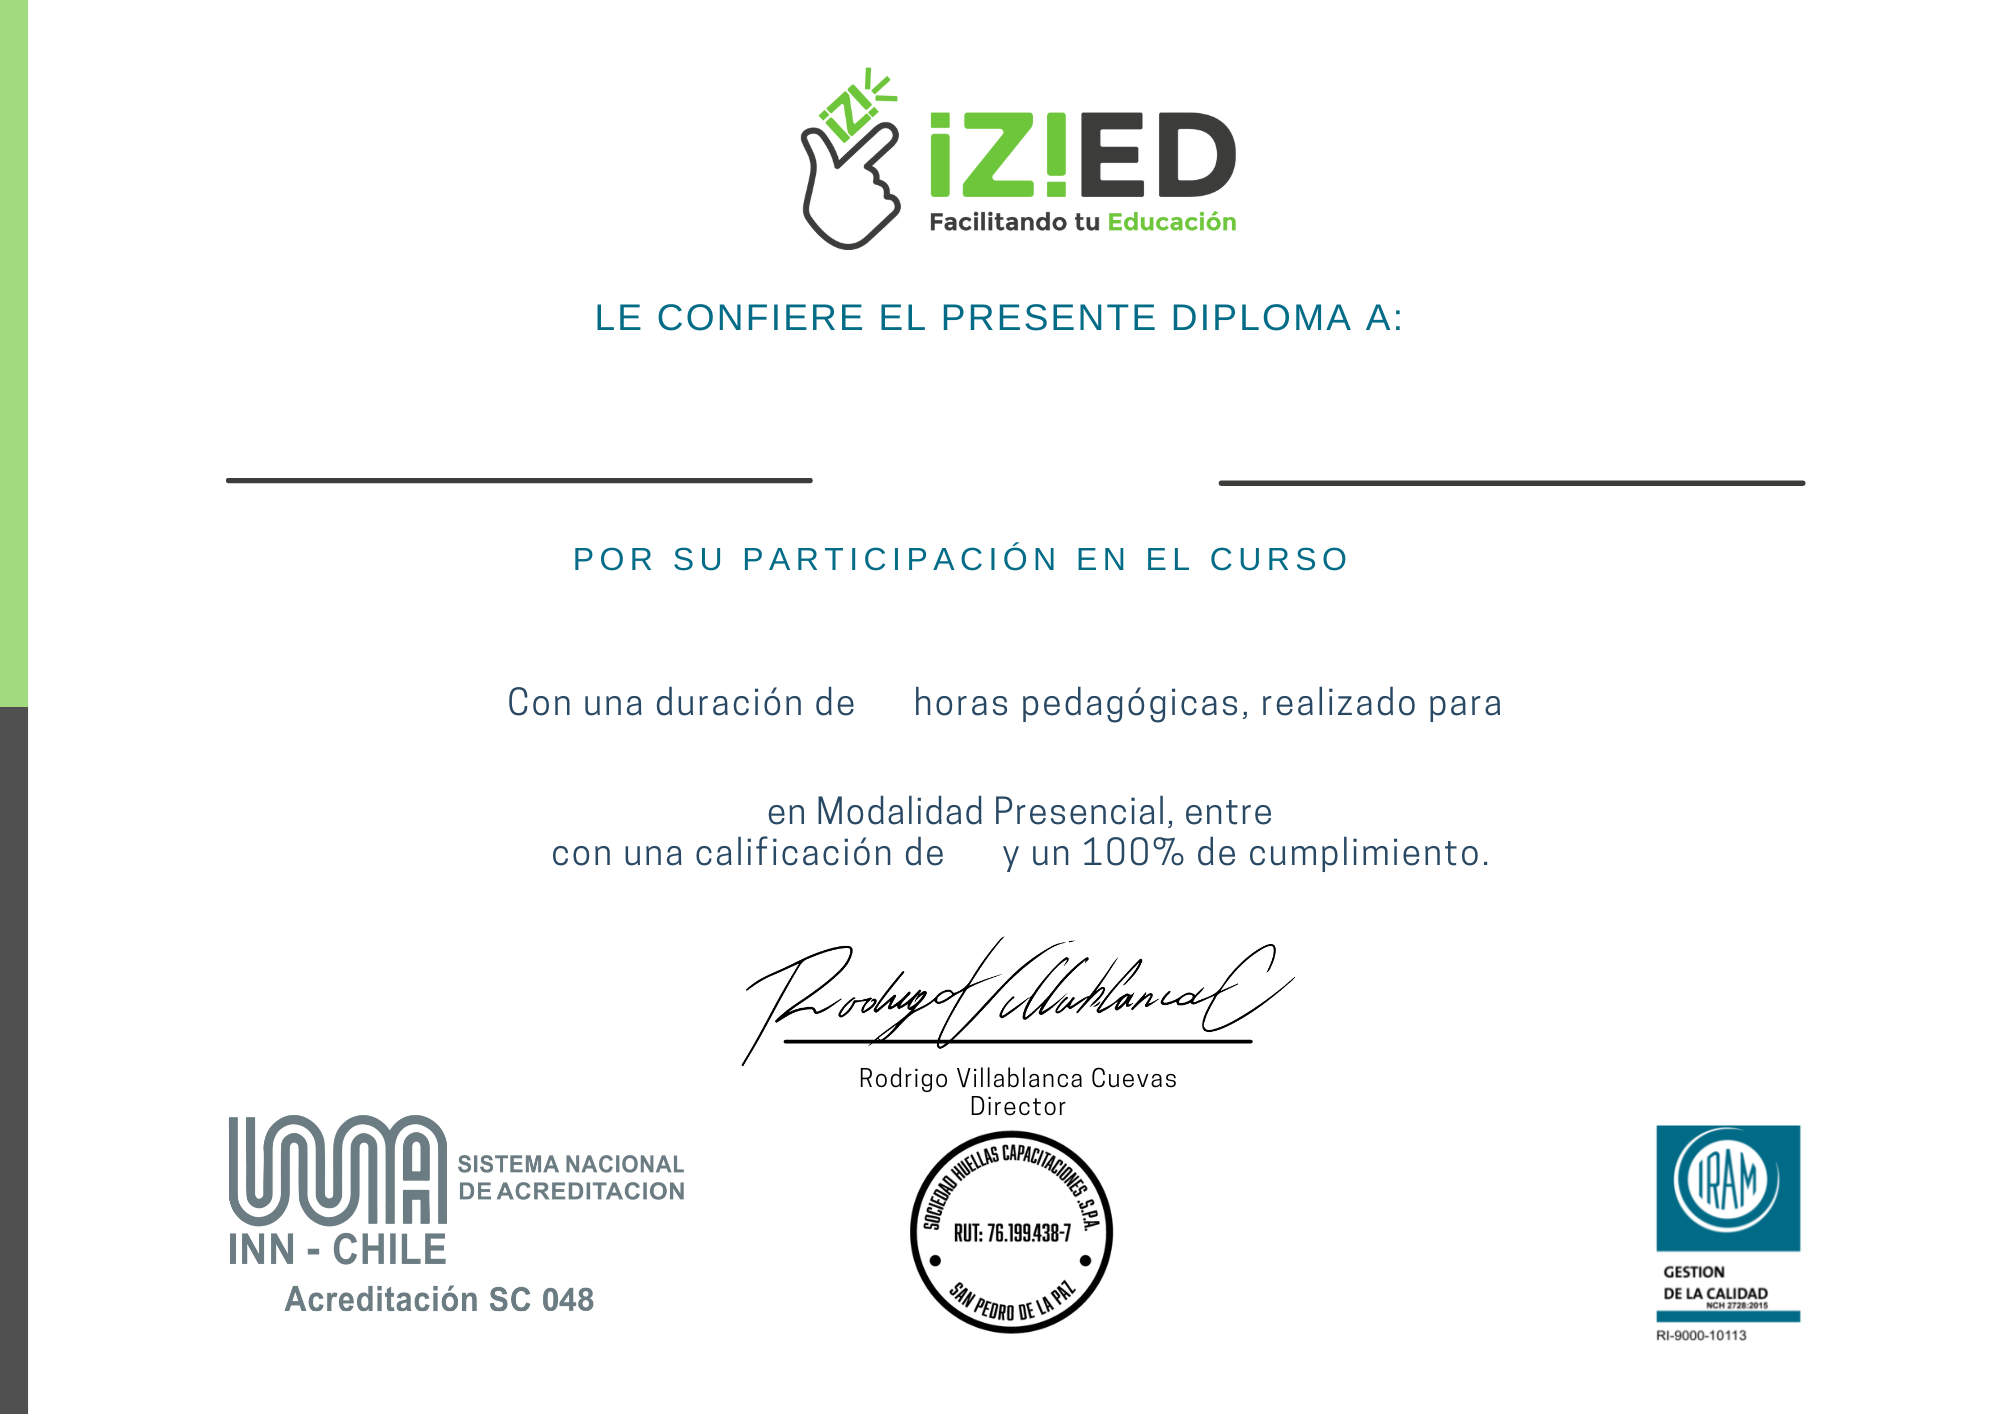 iZ!
iZ!ED
Facilitando tu Educación
LE CONFIERE EL PRESENTE DIPLOMA A:
POR SU PARTICIPACIÓN EN EL CURSO
Con una duración de horas pedagógicas, realizado para
en Modalidad Presencial, entre
con una calificación de y un 100% de cumplimiento.
Rodrigo Villablanca C
Rodrigo Villablanca Cuevas
Director
SISTEMA NACIONAL
DE ACREDITACION
INN - CHILE
Acreditación SC 048
SOCIEDAD HUELLAS CAPACITACIONES .S.P.A.
RUT: 76.199.438-7
SAN PEDRO DE LA PAZ
IRAM
GESTION
DE LA CALIDAD
NCH 2728:2015
RI-9000-10113